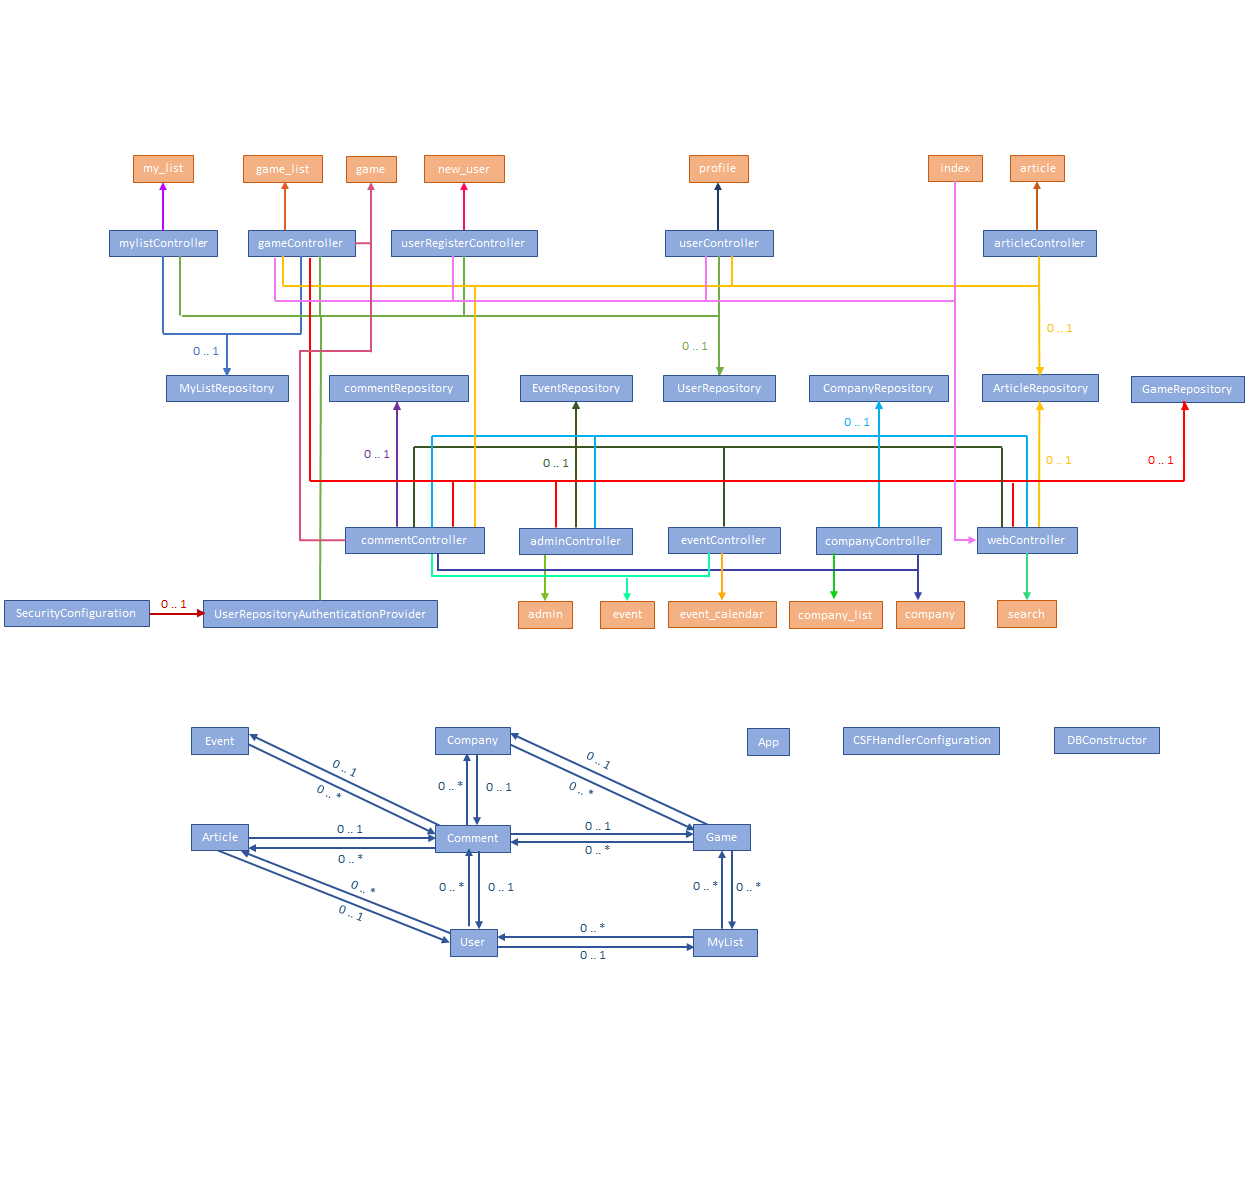 my_list
game_list
game
new_user
profile
index
article
mylistController
gameController
userRegisterController
userController
articleController
0 .. 1
0 .. 1
0 .. 1
MyListRepository
commentRepository
EventRepository
UserRepository
CompanyRepository
ArticleRepository
GameRepository
0 .. 1
0 .. 1
0 .. 1
0 .. 1
0 .. 1
commentController
adminController
eventController
companyController
webController
SecurityConfiguration
0 .. 1
UserRepositoryAuthenticationProvider
admin
event
event_calendar
company_list
company
search
Event
Company
App
CSFHandlerConfiguration
DBConstructor
0 .. 1
0 .. *
0 .. *
0 .. 1
0 .. 1
0 .. *
Article
0 .. 1
0 .. *
Comment
0 .. 1
0 .. *
Game
0 .. *
0 .. 1
0 .. *
0 .. 1
0 .. *
0 .. *
User
0 .. *
0 .. 1
MyList